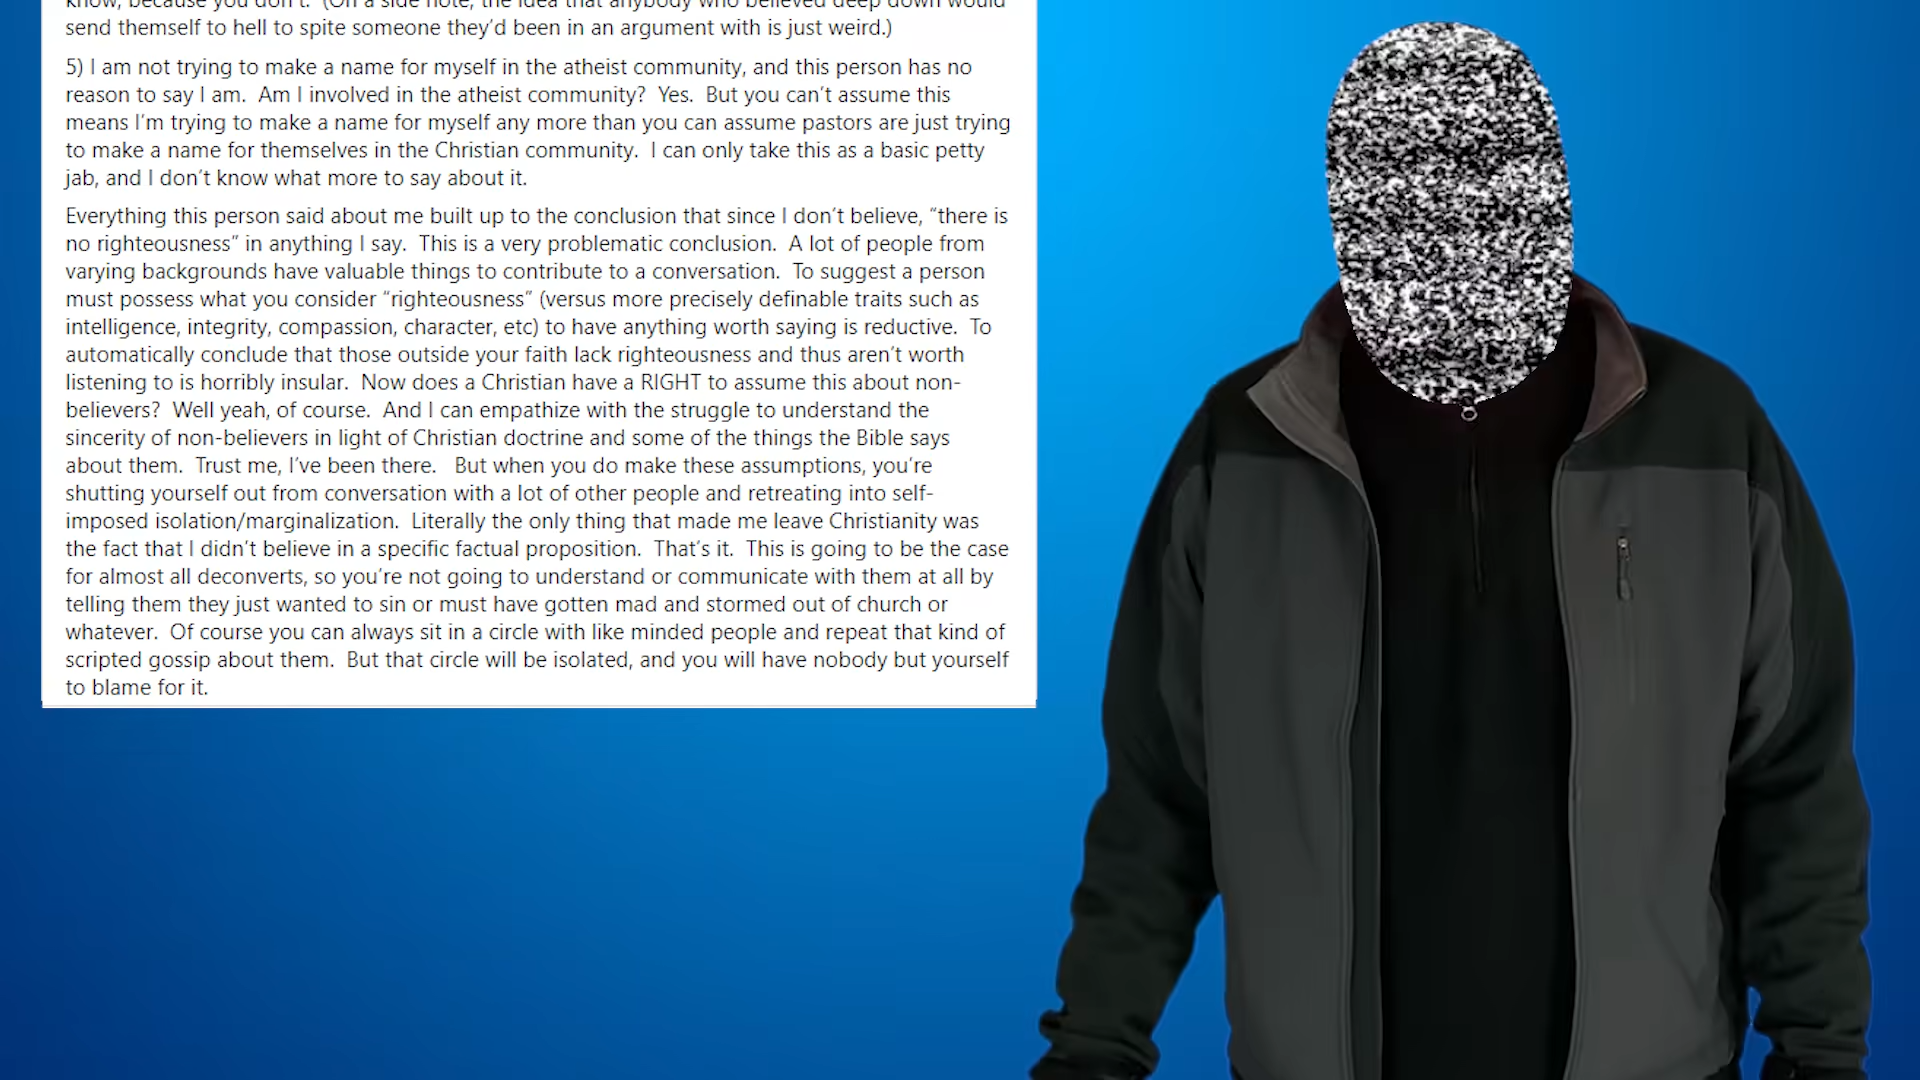 know, because you don't. (On a side note, the idea that anybody who believed deep down would
send themself to hell to spite someone they'd been in an argument with is just weird.)
5) I am not trying to make a name for myself in the atheist community, and this person has no
reason to say I am. Am I involved in the atheist community? Yes. But you can't assume this
means I'm trying to make a name for myself any more than you can assume pastors are just trying
to make a name for themselves in the Christian community. I can only take this as a basic petty
jab, and I don't know what more to say about it.
Everything this person said about me built up to the conclusion that since I don't believe, "there is
no righteousness" in anything I say. This is a very problematic conclusion. A lot of people from
varying backgrounds have valuable things to contribute to a conversation. To suggest a person
must possess what you consider "righteousness" (versus more precisely definable traits such as
intelligence, integrity, compassion, character, etc) to have anything worth saying is reductive. To
automatically conclude that those outside your faith lack righteousness and thus aren't worth
listening to is horribly insular. Now does a Christian have a RIGHT to assume this about non-
believers? Well yeah, of course. And I can empathize with the struggle to understand the
sincerity of non-believers in light of Christian doctrine and some of the things the Bible says
about them. Trust me, I've been there. But when you do make these assumptions, you're
shutting yourself out from conversation with a lot of other people and retreating into self-
imposed isolation/marginalization. Literally the only thing that made me leave Christianity was
the fact that I didn't believe in a specific factual proposition. That's it. This is going to be the case
for almost all deconverts, so you're not going to understand or communicate with them at all by
telling them they just wanted to sin or must have gotten mad and stormed out of church or
whatever. Of course you can always sit in a circle with like minded people and repeat that kind of
scripted gossip about them. But that circle will be isolated, and you will have nobody but yourself
to blame for it.